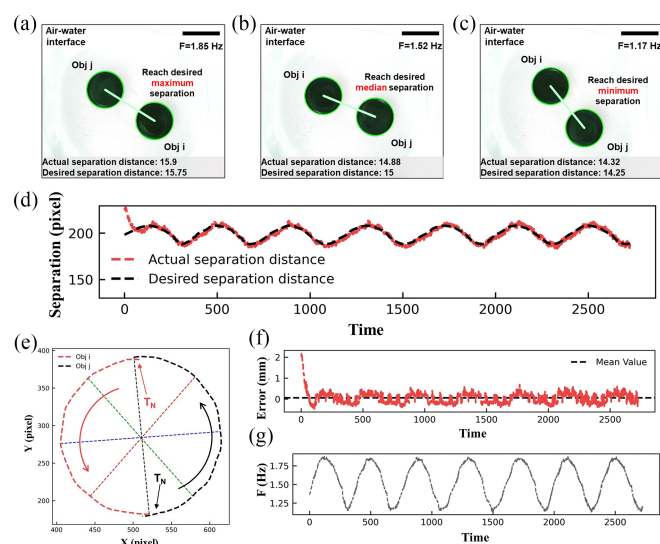 (a)
Air-water
interface
F=1.85 Hz
Obj j
Reach desired
maximum
separation
Obj i
Actual separation distance: 15.9
Desired separation distance: 15.75
(b)
Air-water
interface
F=1.52 Hz
Obj i
Reach desired
median separation
Obj j
Actual separation distance: 14.88
Desired separation distance: 15
(c)
Air-water
interface
F=1.17 Hz
Obj i
Reach desired
minimum
separation
Obj j
Actual separation distance: 14.32
Desired separation distance: 14.25
(d)
Separation (pixel)
200
150
Actual separation distance
Desired separation distance
0 500 1000 1500 2000 2500
Time
(e)
Obj i
Obj j
Y (pixel)
400
350
300
250
200
TN
TN
400 450 500 550 600
X (pixel)
(f)
Error (mm)
2
1
0
Mean Value
0 500 1000 1500 2000 2500
Time
(g)
F (Hz)
1.75
1.50
1.25
0 500 1000 1500 2000 2500
Time